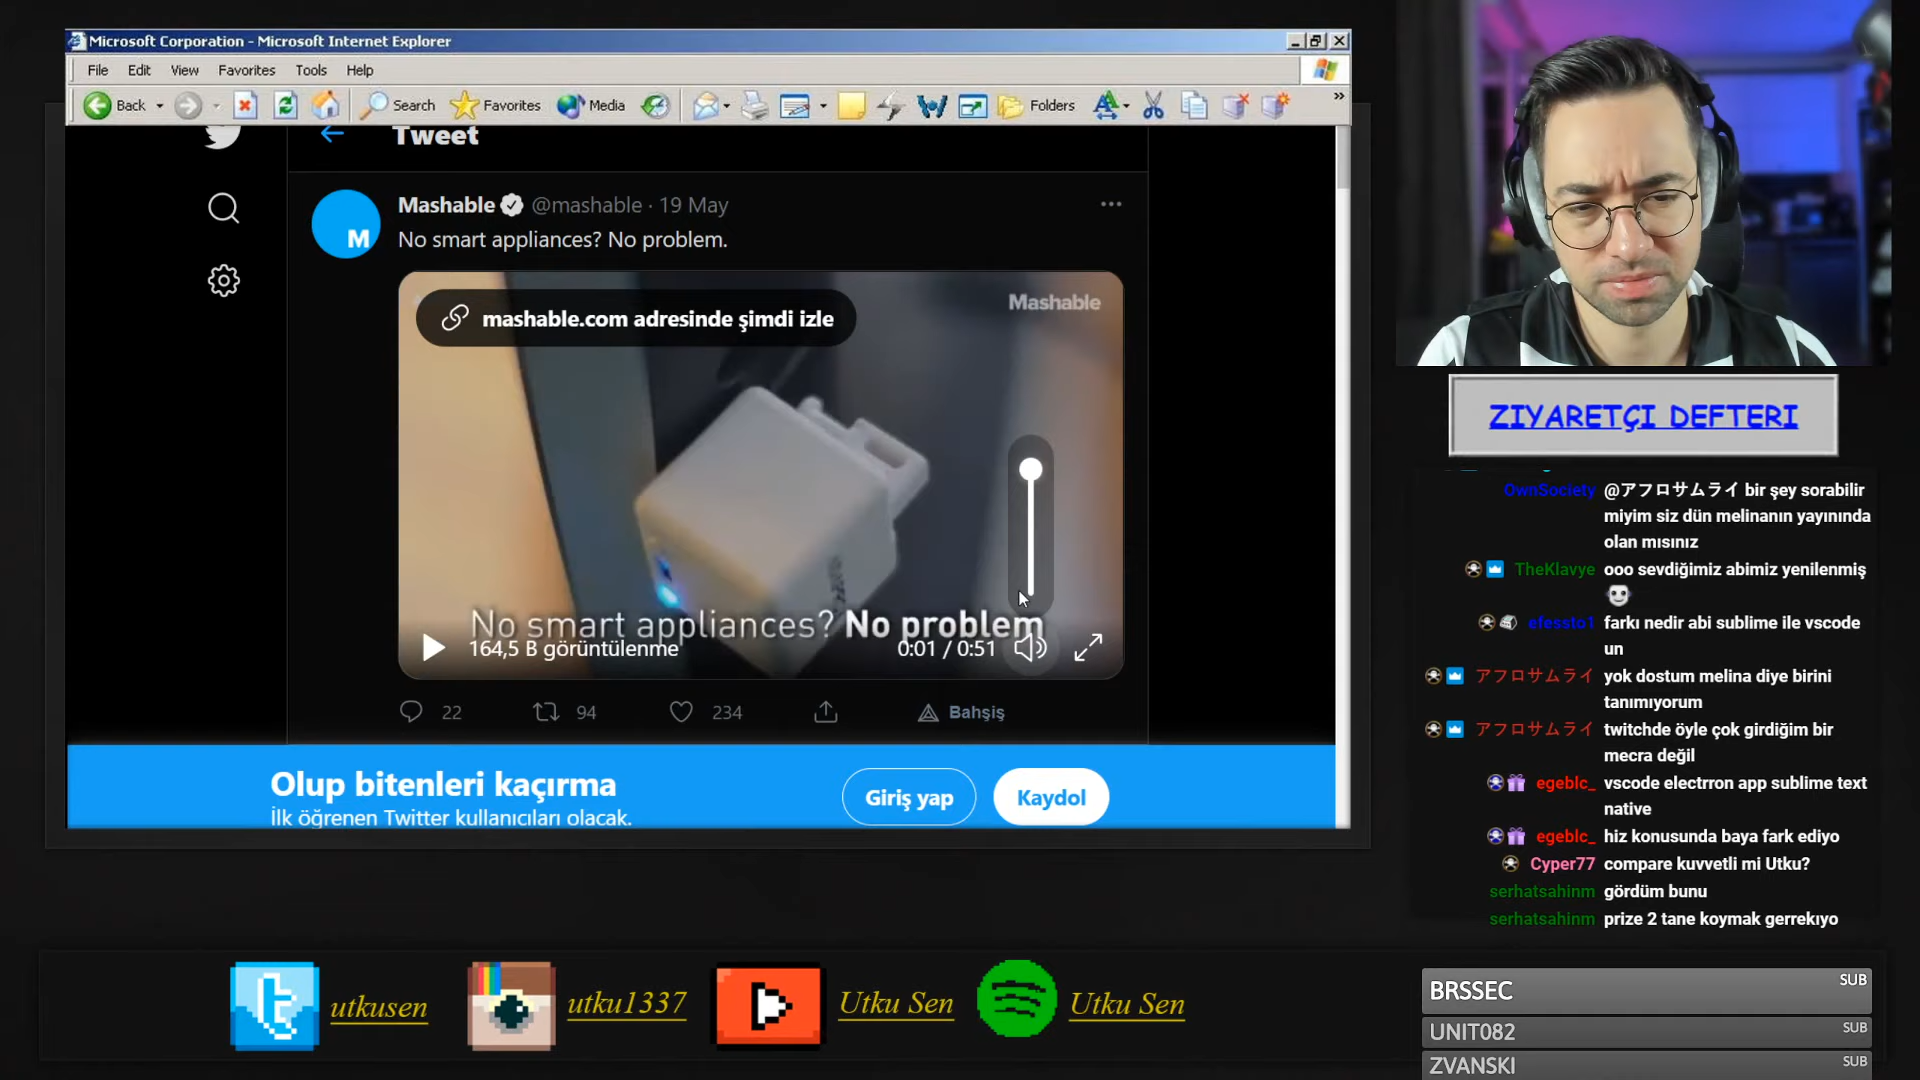 Microsoft Corporation - Microsoft Internet Explorer
File Edit View Favorites Tools Help
Back Search Favorites Media Folders
Tweet
Mashable @mashable · 19 May
No smart appliances? No problem.
mashable.com adresinde şimdi izle
Mashable
M
No smart appliances? No problem
164,5 B görüntülenme 0:01 / 0:51
22 94 234 Bahşiş
Olup bitenleri kaçırma
İlk öğrenen Twitter kullanıcıları olacak.
Giriş yap
Kaydol
ZIYARETÇI DEFTERI
OwnSociety @アフロサムライ bir şey sorabilir
miyim siz dün melinanın yayınında
olan mısınız
TheKlavye ooo sevdiğimiz abimiz yenilenmiş
efessto1 farkı nedir abi sublime ile vscode
un
アフロサムライ yok dostum melina diye birini
tanımıyorum
アフロサムライ twitchde öyle çok girdiğim bir
mecra değil
egeblc_ vscode electrron app sublime text
native
egeblc_ hiz konusunda baya fark ediyo
Cyper77 compare kuvvetli mi Utku?
serhatsahinm gördüm bunu
serhatsahinm prize 2 tane koymak gerrekıyo
utkusen
utku1337
Utku Sen
Utku Sen
BRSSEC SUB
UNIT082 SUB
ZVANSKI SUB